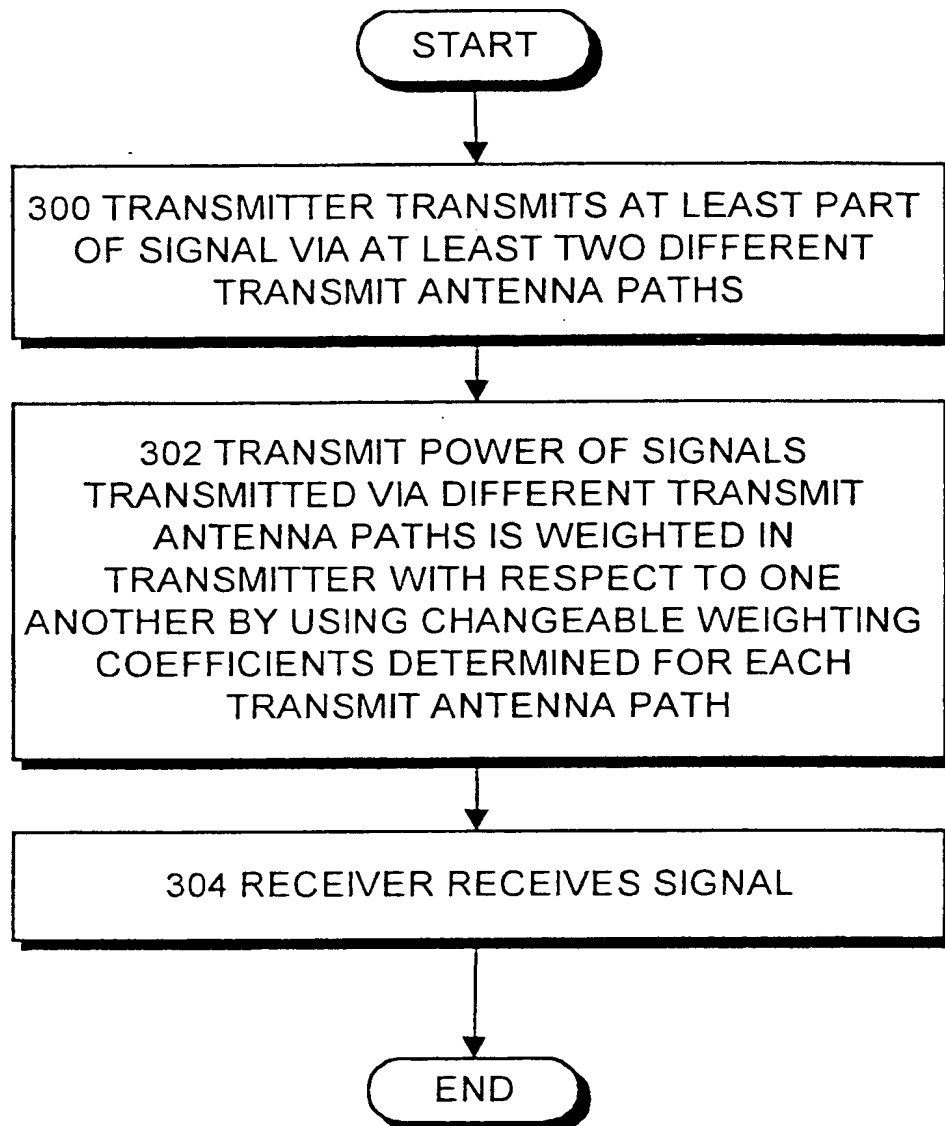 START
300 TRANSMITTER TRANSMITS AT LEAST PART
OF SIGNAL VIA AT LEAST TWO DIFFERENT
TRANSMIT ANTENNA PATHS
302 TRANSMIT POWER OF SIGNALS
TRANSMITTED VIA DIFFERENT TRANSMIT
ANTENNA PATHS IS WEIGHTED IN
TRANSMITTER WITH RESPECT TO ONE
ANOTHER BY USING CHANGEABLE WEIGHTING
COEFFICIENTS DETERMINED FOR EACH
TRANSMIT ANTENNA PATH
304 RECEIVER RECEIVES SIGNAL
END